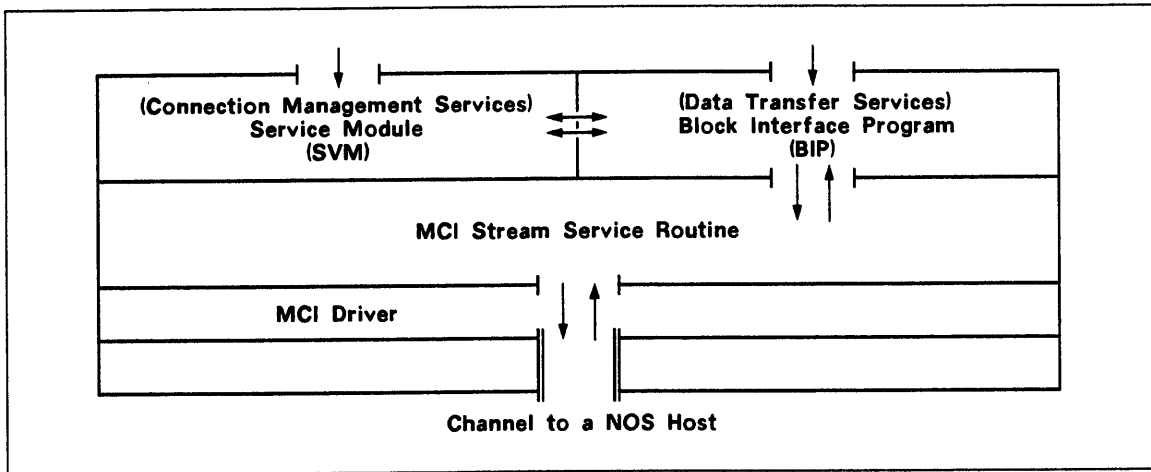 (Connection Management Services)
Service Module
(SVM)
(Data Transfer Services)
Block Interface Program
(BIP)
MCI Stream Service Routine
MCI Driver
Channel to a NOS Host